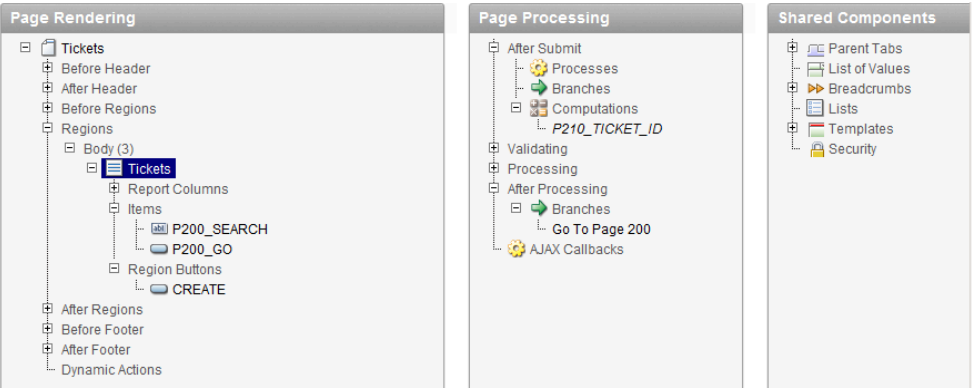 Page Rendering
Tickets
Before Header
After Header
Before Regions
Regions
Body (3)
Tickets
Report Columns
Items
P200_SEARCH
P200_GO
Region Buttons
CREATE
After Regions
Before Footer
After Footer
Dynamic Actions
Page Processing
After Submit
Processes
Branches
Computations
P210_TICKET_ID
Validating
Processing
After Processing
Branches
Go To Page 200
AJAX Callbacks
Shared Components
Parent Tabs
List of Values
Breadcrumbs
Lists
Templates
Security